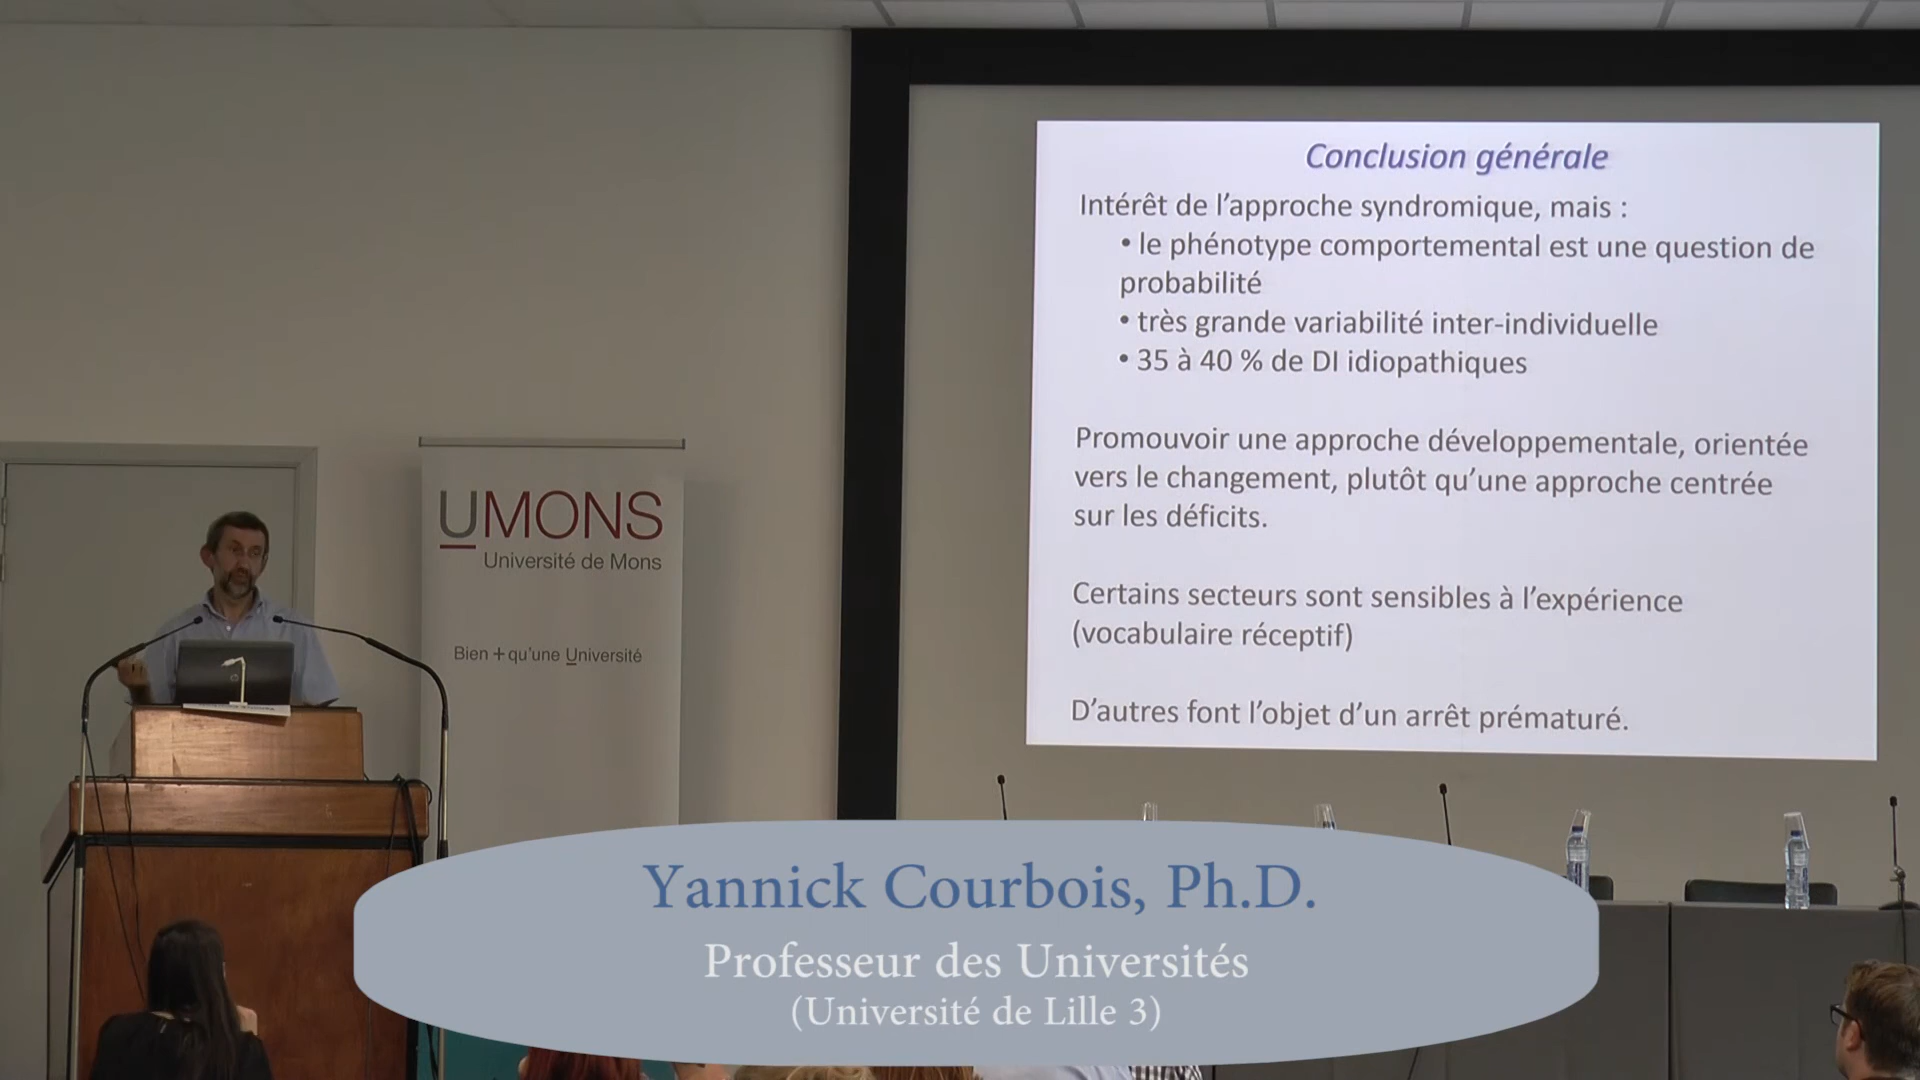 Conclusion générale
Intérêt de l'approche syndromique, mais :
• le phénotype comportemental est une question de
probabilité
• très grande variabilité inter-individuelle
• 35 à 40 % de DI idiopathiques
Promouvoir une approche développementale, orientée
vers le changement, plutôt qu'une approche centrée
sur les déficits.
Certains secteurs sont sensibles à l'expérience
(vocabulaire réceptif)
D'autres font l'objet d'un arrêt prématuré.
UMONS
Université de Mons
Bien + qu'une Université
Yannick Courbois, Ph.D.
Professeur des Universités
(Université de Lille 3)